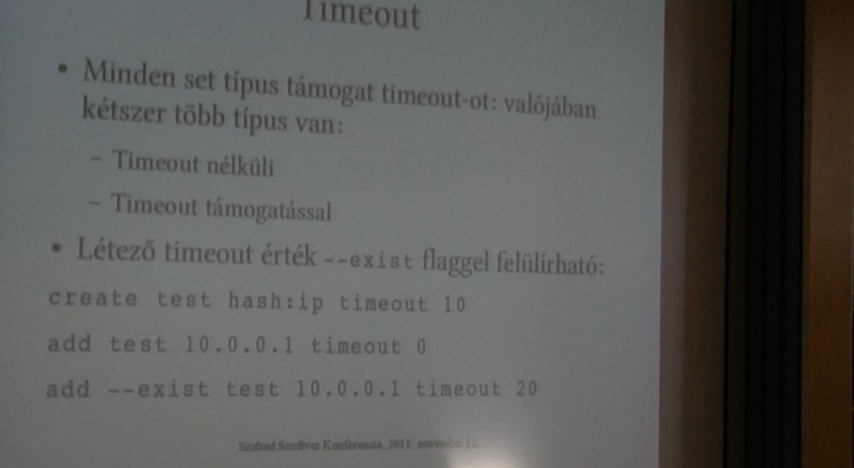 Timeout
• Minden set típus támogat timeout-ot: valójában
kétszer több típus van:
– Timeout nélküli
– Timeout támogatással
• Létező timeout érték --exist flaggel felülírható:
create test hash:ip timeout 10
add test 10.0.0.1 timeout 0
add --exist test 10.0.0.1 timeout 20
Szabad Szoftver Konferencia, 2011. november 12.